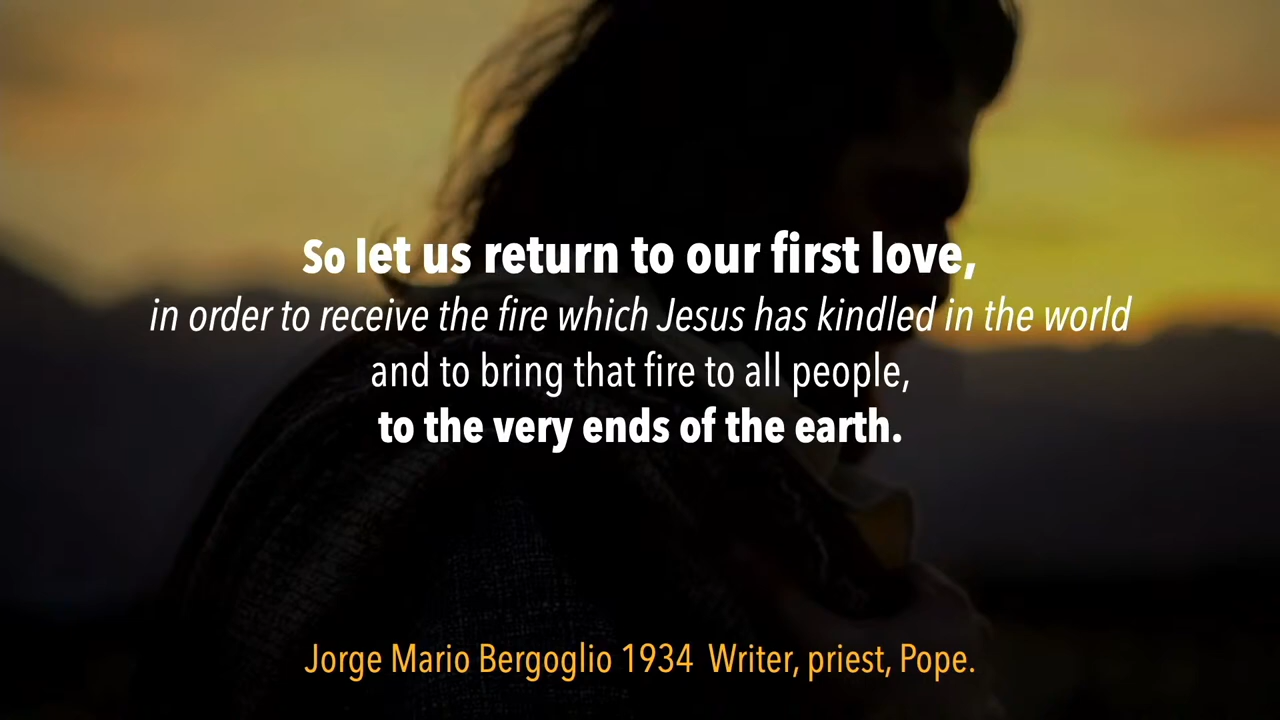 So let us return to our first love,
in order to receive the fire which Jesus has kindled in the world
and to bring that fire to all people,
to the very ends of the earth.
Jorge Mario Bergoglio 1934  Writer, priest, Pope.